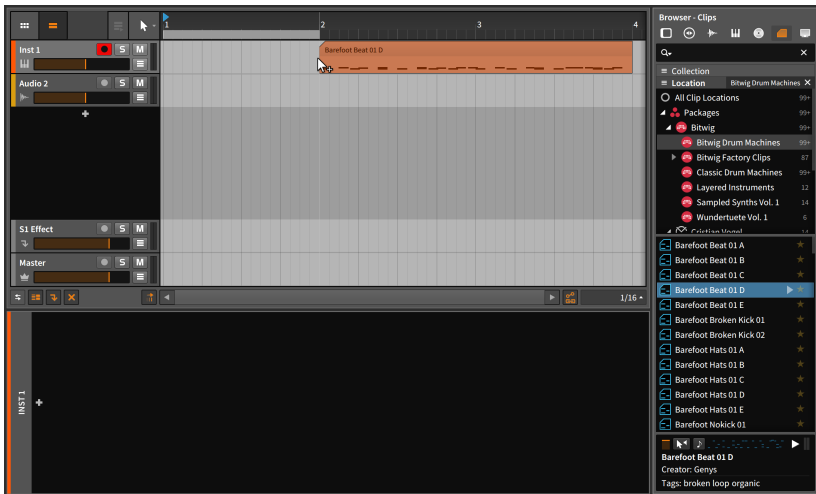 Browser - Clips
1 2 3 4
Inst 1 S M
Barefoot Beat 01 D
Audio 2 S M
S1 Effect S M
Master S M
1/16
INST 1
Collection
Location Bitwig Drum Machines
All Clip Locations 99+
Packages 99+
Bitwig 99+
Bitwig Drum Machines 99+
Bitwig Factory Clips 87
Classic Drum Machines 99+
Layered Instruments 12
Sampled Synths Vol. 1 14
Wundertuete Vol. 1 6
Cristian Vogel 14
Barefoot Beat 01 A
Barefoot Beat 01 B
Barefoot Beat 01 C
Barefoot Beat 01 D
Barefoot Beat 01 E
Barefoot Broken Kick 01
Barefoot Broken Kick 02
Barefoot Hats 01 A
Barefoot Hats 01 B
Barefoot Hats 01 C
Barefoot Hats 01 D
Barefoot Hats 01 E
Barefoot Nokick 01
Barefoot Beat 01 D
Creator: Genys
Tags: broken loop organic